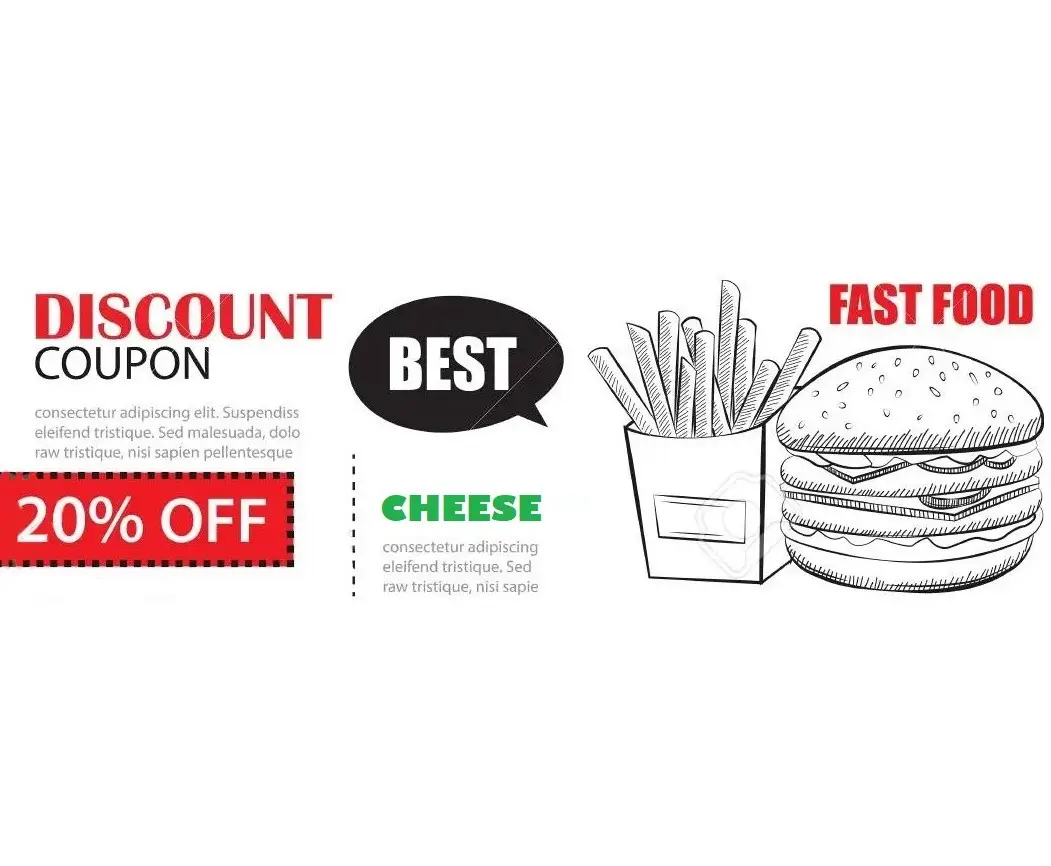 DISCOUNT
COUPON
consectetur adipiscing elit. Suspendiss
eleifend tristique. Sed malesuada, dolo
raw tristique, nisi sapien pellentesque
20% OFF
BEST
CHEESE
consectetur adipiscing
eleifend tristique. Sed
raw tristique, nisi sapie
FAST FOOD